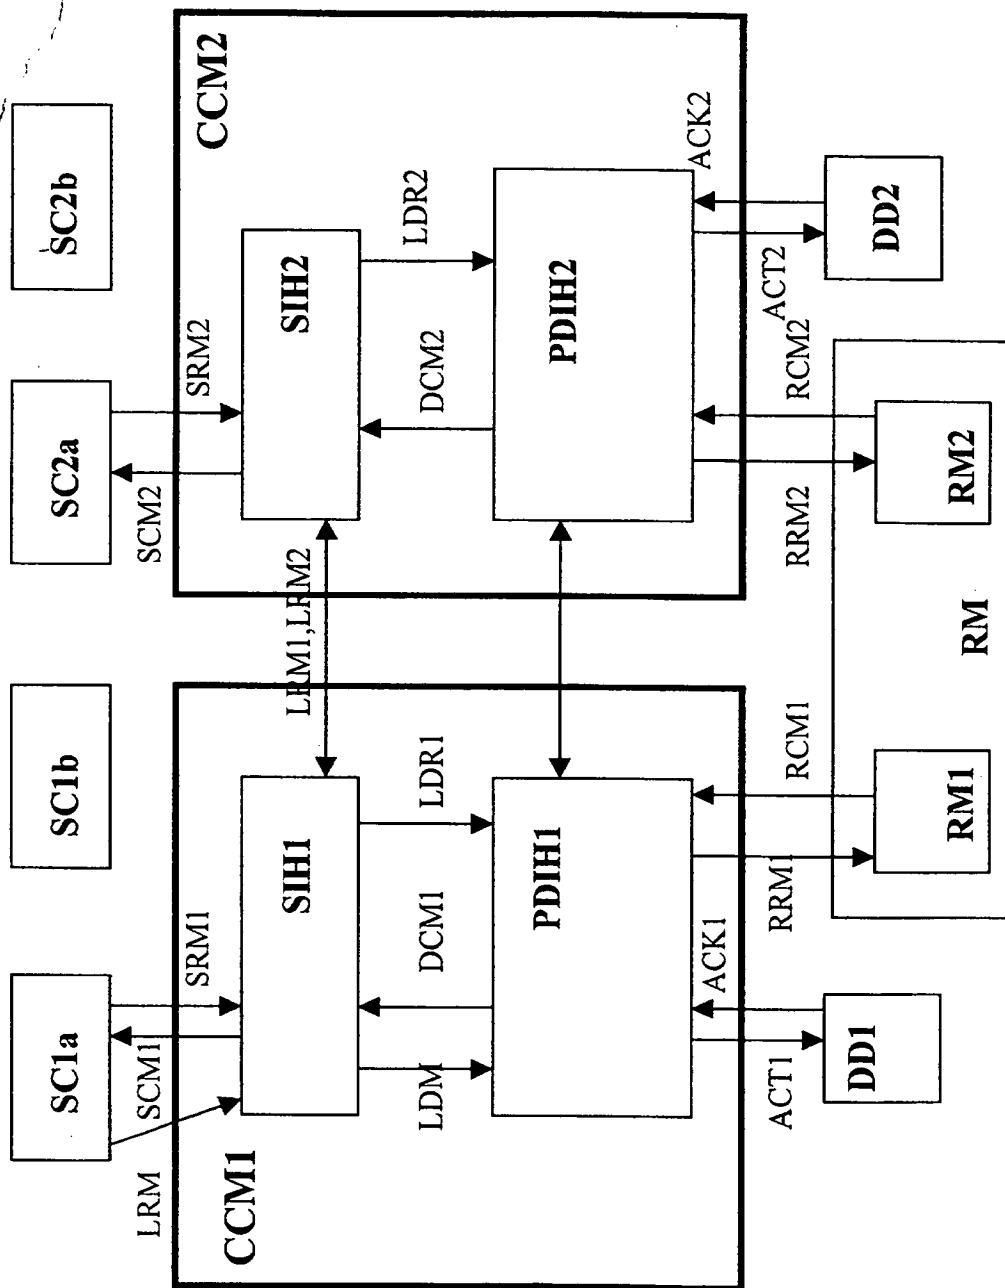 SC1a
SC1b
SC2a
SC2b
LRM
SCM1
SRM1
SCM2
SRM2
CCM1
CCM2
SIH1
LRM1,LRM2
SIH2
LDM
DCM1
LDR1
DCM2
LDR2
PDIH1
PDIH2
ACT1
ACK1
RRM1
RCM1
RRM2
RCM2
ACT2
ACK2
DD1
RM1
RM
RM2
DD2